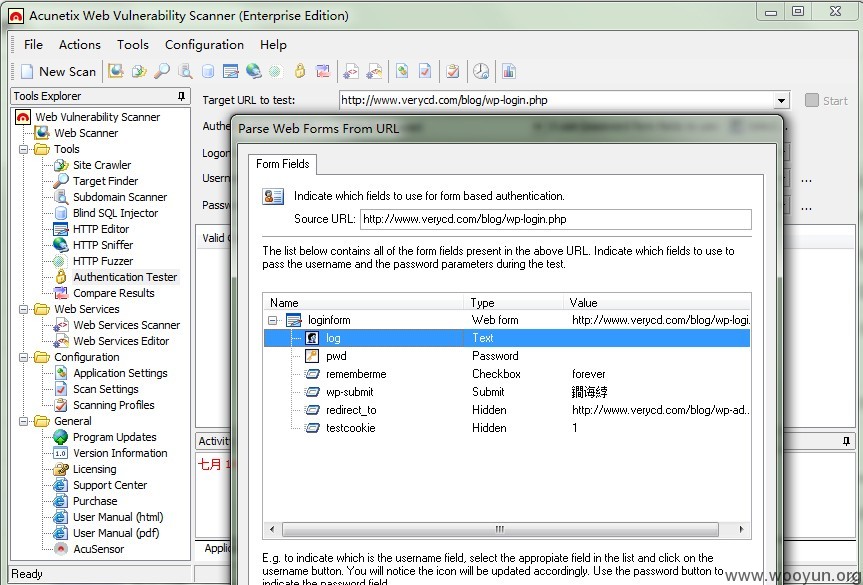 Acunetix Web Vulnerability Scanner (Enterprise Edition)
File Actions Tools Configuration Help
New Scan
Tools Explorer
Web Vulnerability Scanner
Web Scanner
Tools
Site Crawler
Target Finder
Subdomain Scanner
Blind SQL Injector
HTTP Editor
HTTP Sniffer
HTTP Fuzzer
Authentication Tester
Compare Results
Web Services
Web Services Scanner
Web Services Editor
Configuration
Application Settings
Scan Settings
Scanning Profiles
General
Program Updates
Version Information
Licensing
Support Center
Purchase
User Manual (html)
User Manual (pdf)
AcuSensor
Ready
Target URL to test: http://www.verycd.com/blog/wp-login.php Start
Authe
Logon
Usern
Passw
Valid C
Activit
七月 1
Applic
Parse Web Forms From URL
Form Fields
Indicate which fields to use for form based authentication.
Source URL: http://www.verycd.com/blog/wp-login.php
The list below contains all of the form fields present in the above URL. Indicate which fields to use to
pass the username and the password parameters during the test.
Name Type Value
loginform Web form http://www.verycd.com/blog/wp-logi.
log Text
pwd Password
rememberme Checkbox forever
wp-submit Submit
redirect_to Hidden http://www.verycd.com/blog/wp-ad..
testcookie Hidden 1
E.g. to indicate which is the username field, select the appropiate field in the list and click on the
username button. You will notice the icon will be updated accordingly. Use the password button to
indicate the password field.
www.wooyun.org